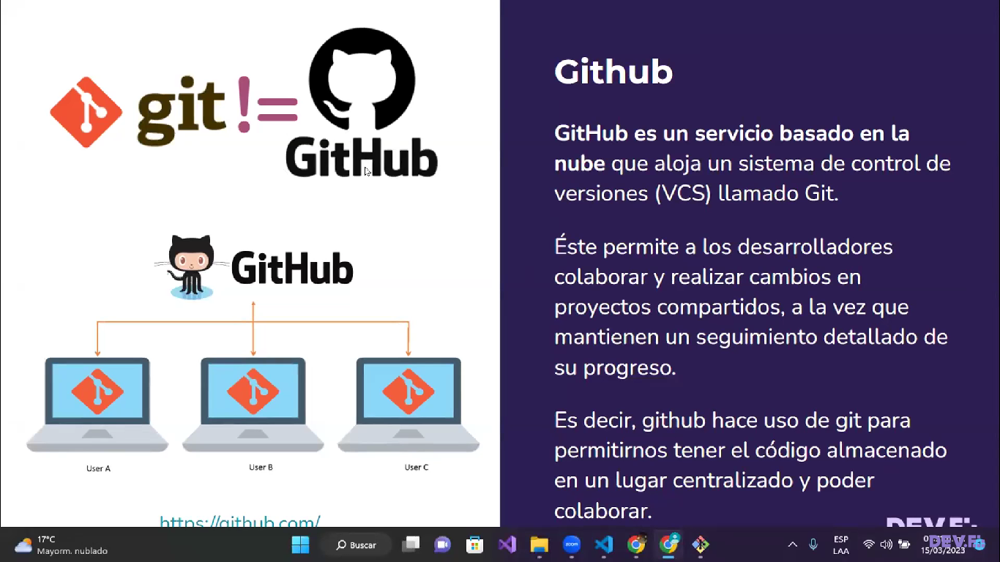 git != GitHub
GitHub
User A
User B
User C
https://github.com/
Github
GitHub es un servicio basado en la
nube que aloja un sistema de control de
versiones (VCS) llamado Git.
Éste permite a los desarrolladores
colaborar y realizar cambios en
proyectos compartidos, a la vez que
mantienen un seguimiento detallado de
su progreso.
Es decir, github hace uso de git para
permitirnos tener el código almacenado
en un lugar centralizado y poder
colaborar.
17°C
Mayorm. nublado
Buscar
zoom
ESP
LAA
15/03/2023
DEV.F: